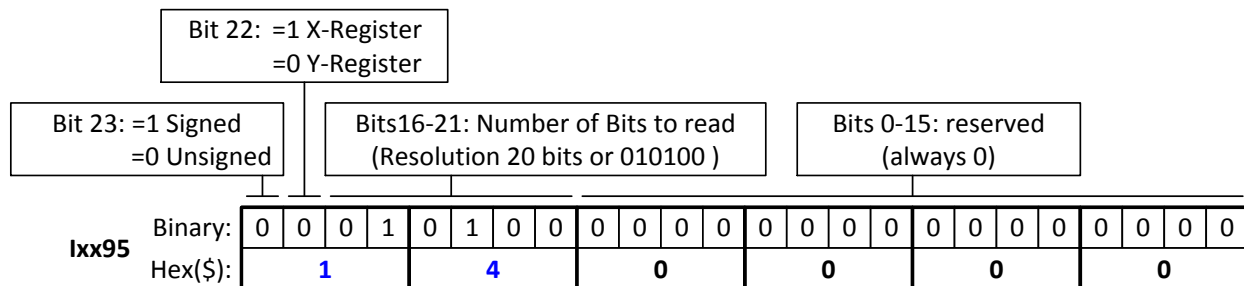 Bit 22: =1 X-Register
=0 Y-Register
Bit 23: =1 Signed
=0 Unsigned
Bits16-21: Number of Bits to read
(Resolution 20 bits or 010100 )
Bits 0-15: reserved
(always 0)
Ixx95
Binary: 0 0 0 1 0 1 0 0 0 0 0 0 0 0 0 0 0 0 0 0 0 0 0 0
Hex($): 1 4 0 0 0 0